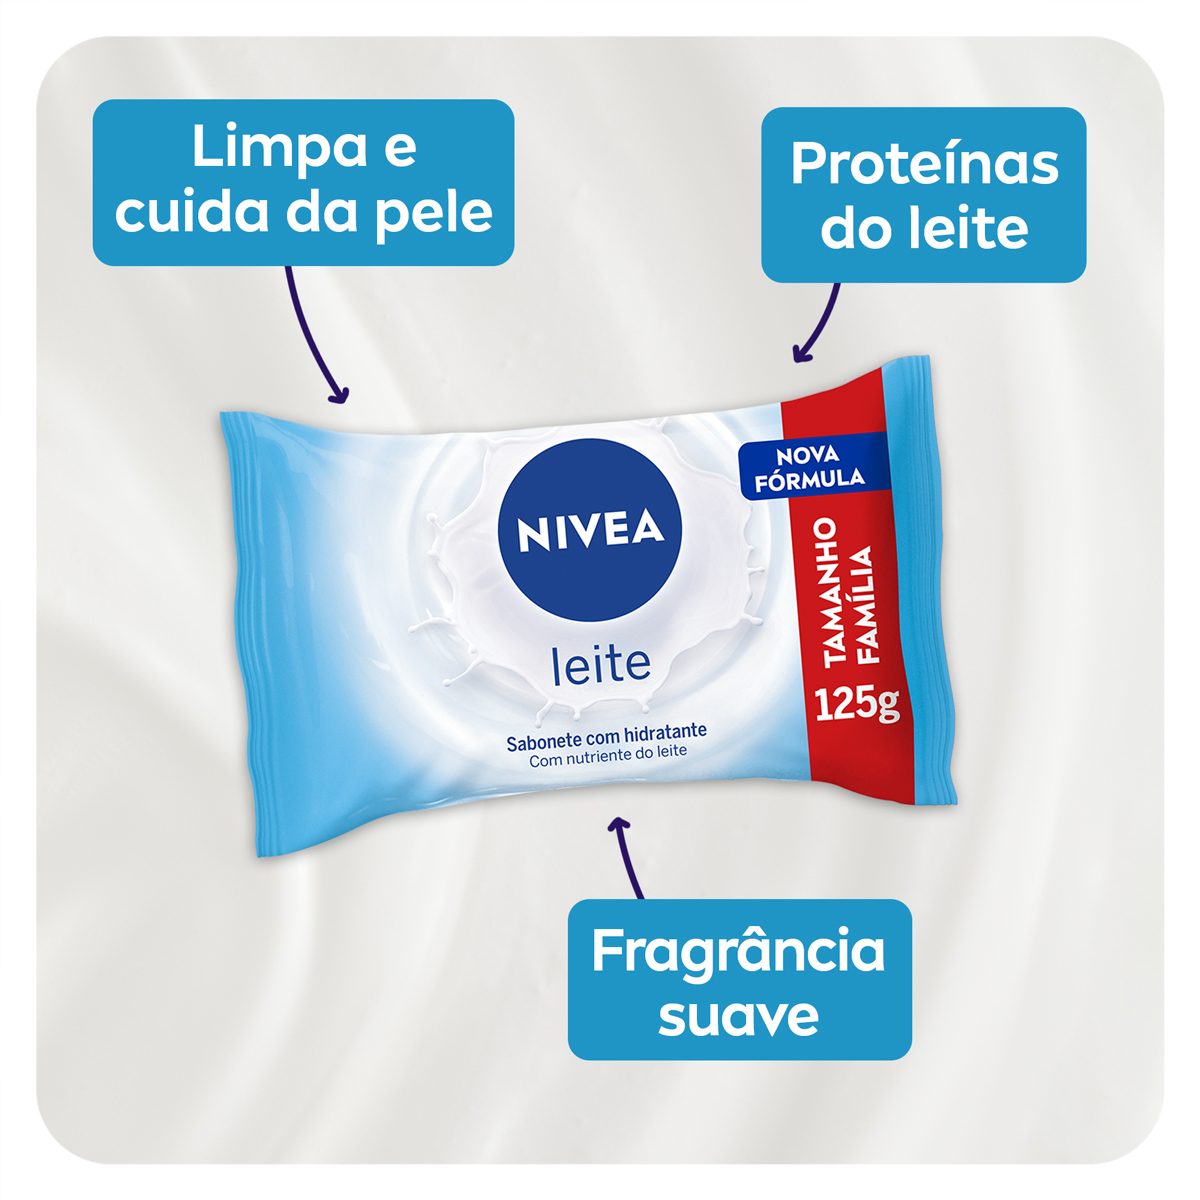 Limpa e
cuida da pele
Proteínas
do leite
NOVA
FÓRMULA
NIVEA
TAMANHO
FAMÍLIA
125g
leite
Sabonete com hidratante
Com nutriente do leite
Fragrância
suave